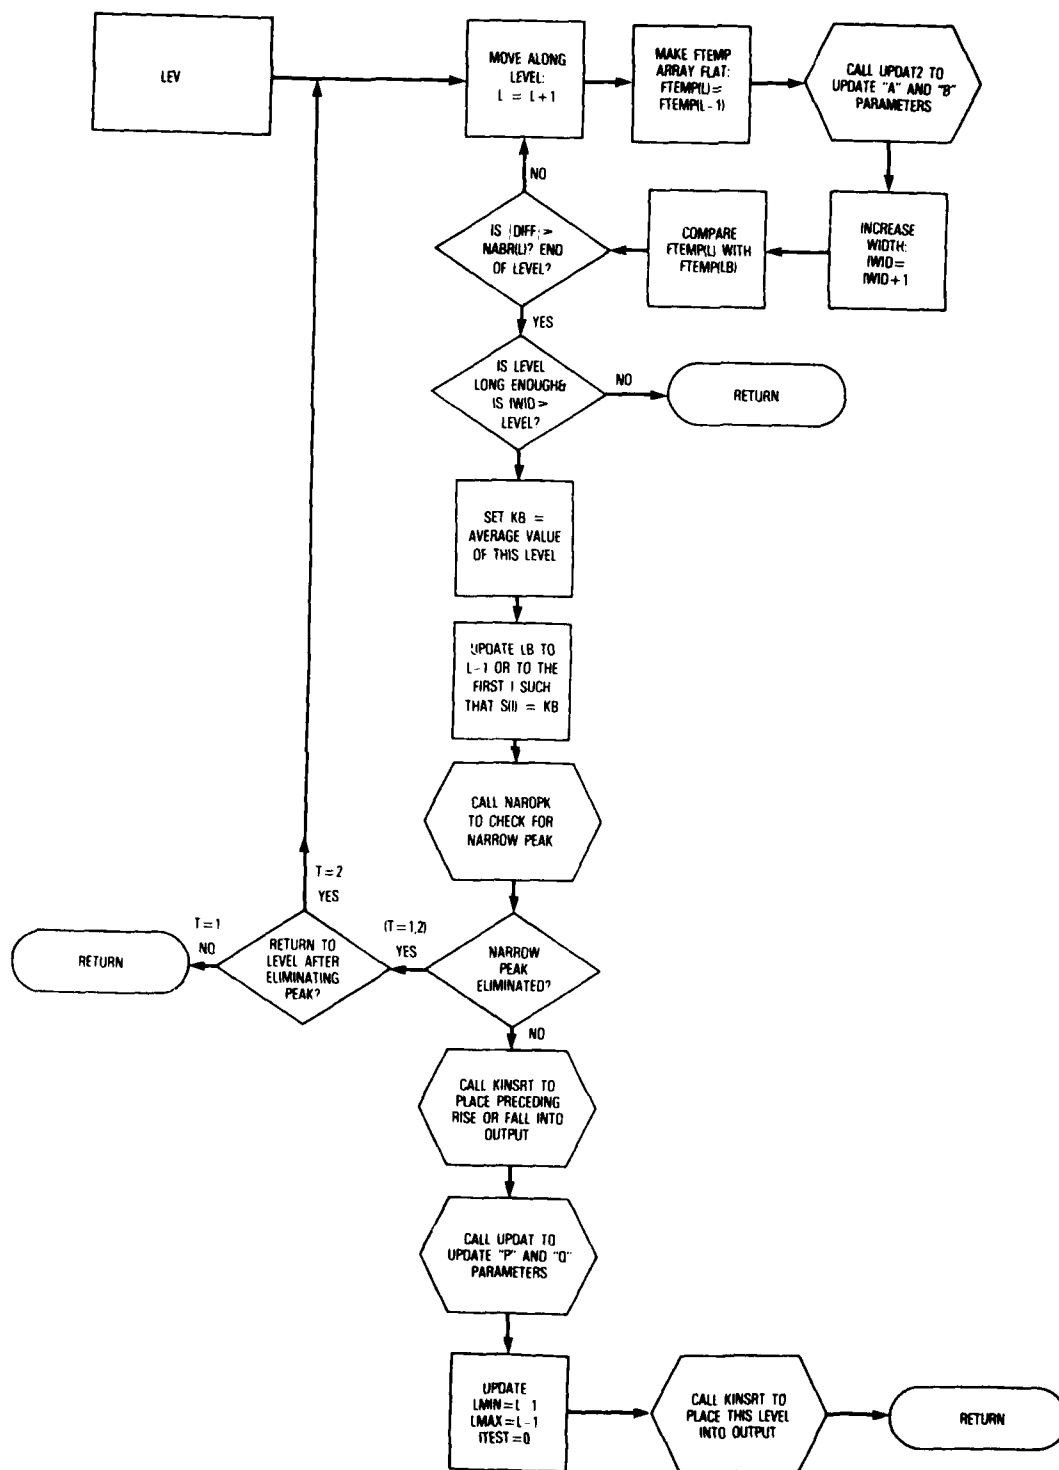 LEV
MOVE ALONG
LEVEL:
L = L+1
MAKE FTEMP
ARRAY FLAT:
FTEMP(L)=
FTEMP(L-1)
CALL UPDAT2 TO
UPDATE "A" AND "B"
PARAMETERS
NO
IS |DIFF| >
NABR(L)? END
OF LEVEL?
COMPARE
FTEMP(L) WITH
FTEMP(LB)
INCREASE
WIDTH:
IWID=
IWID+1
YES
IS LEVEL
LONG ENOUGH&
IS IWID >
LEVEL?
NO
RETURN
SET KB =
AVERAGE VALUE
OF THIS LEVEL
UPDATE LB TO
L-1 OR TO THE
FIRST I SUCH
THAT S(I) = KB
CALL NAROPK
TO CHECK FOR
NARROW PEAK
T=2
YES
T=1
NO
(T=1,2)
YES
RETURN
RETURN TO
LEVEL AFTER
ELIMINATING
PEAK?
NARROW
PEAK
ELIMINATED?
NO
CALL KINSRT TO
PLACE PRECEDING
RISE OR FALL INTO
OUTPUT
CALL UPDAT TO
UPDATE "P" AND "Q"
PARAMETERS
UPDATE
LMIN=L-1
LMAX=L-1
ITEST=0
CALL KINSRT TO
PLACE THIS LEVEL
INTO OUTPUT
RETURN